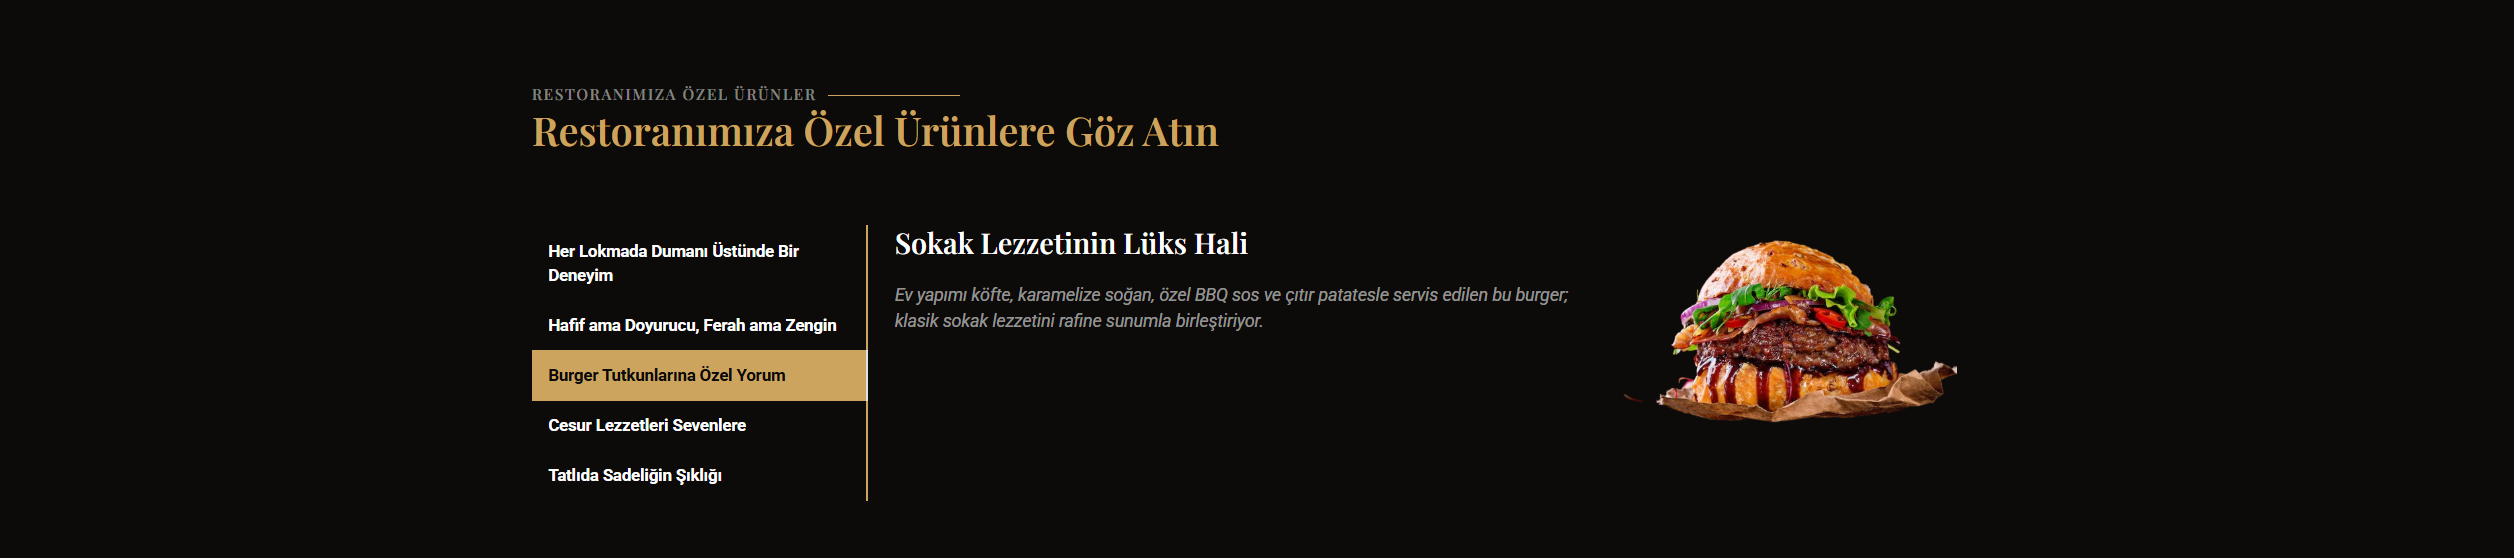 RESTORANIMIZA ÖZEL ÜRÜNLER
Restoranımıza Özel Ürünlere Göz Atın
Her Lokmada Dumanı Üstünde Bir
Deneyim
Hafif ama Doyurucu, Ferah ama Zengin
Burger Tutkunlarına Özel Yorum
Cesur Lezzetleri Sevenlere
Tatlıda Sadeliğin Şıklığı
Sokak Lezzetinin Lüks Hali
Ev yapımı köfte, karamelize soğan, özel BBQ sos ve çıtır patatesle servis edilen bu burger;
klasik sokak lezzetini rafine sunumla birleştiriyor.